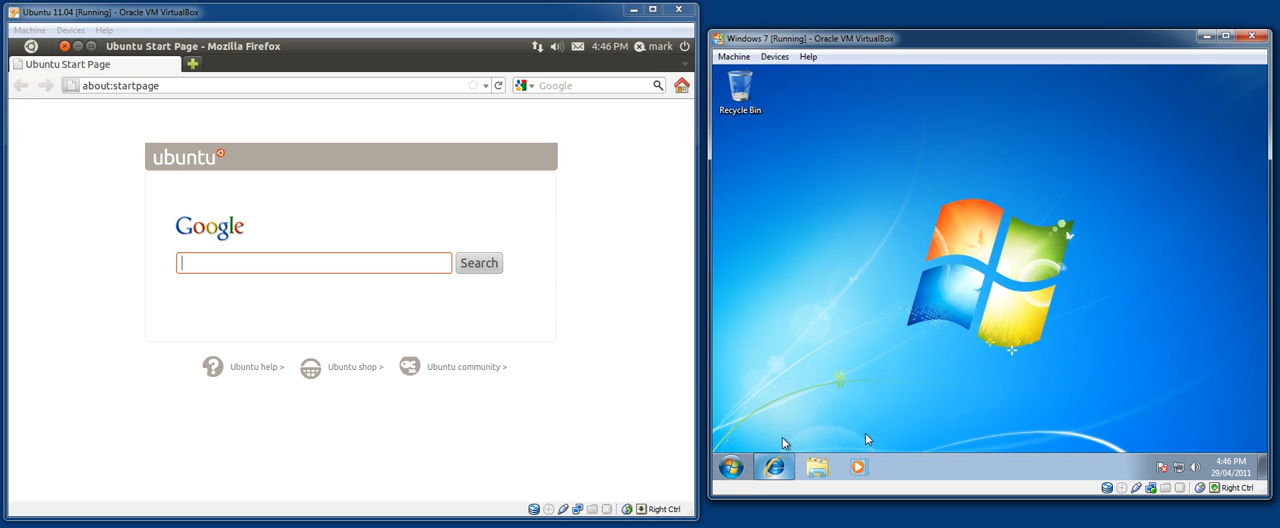 Ubuntu 11.04 [Running] - Oracle VM VirtualBox
Machine Devices Help
Ubuntu Start Page - Mozilla Firefox 4:46 PM mark
Ubuntu Start Page
about:startpage Google
ubuntu
Google
Search
Ubuntu help > Ubuntu shop > Ubuntu community >
Right Ctrl
Windows 7 [Running] - Oracle VM VirtualBox
Machine Devices Help
Recycle Bin
4:46 PM
29/04/2011
Right Ctrl